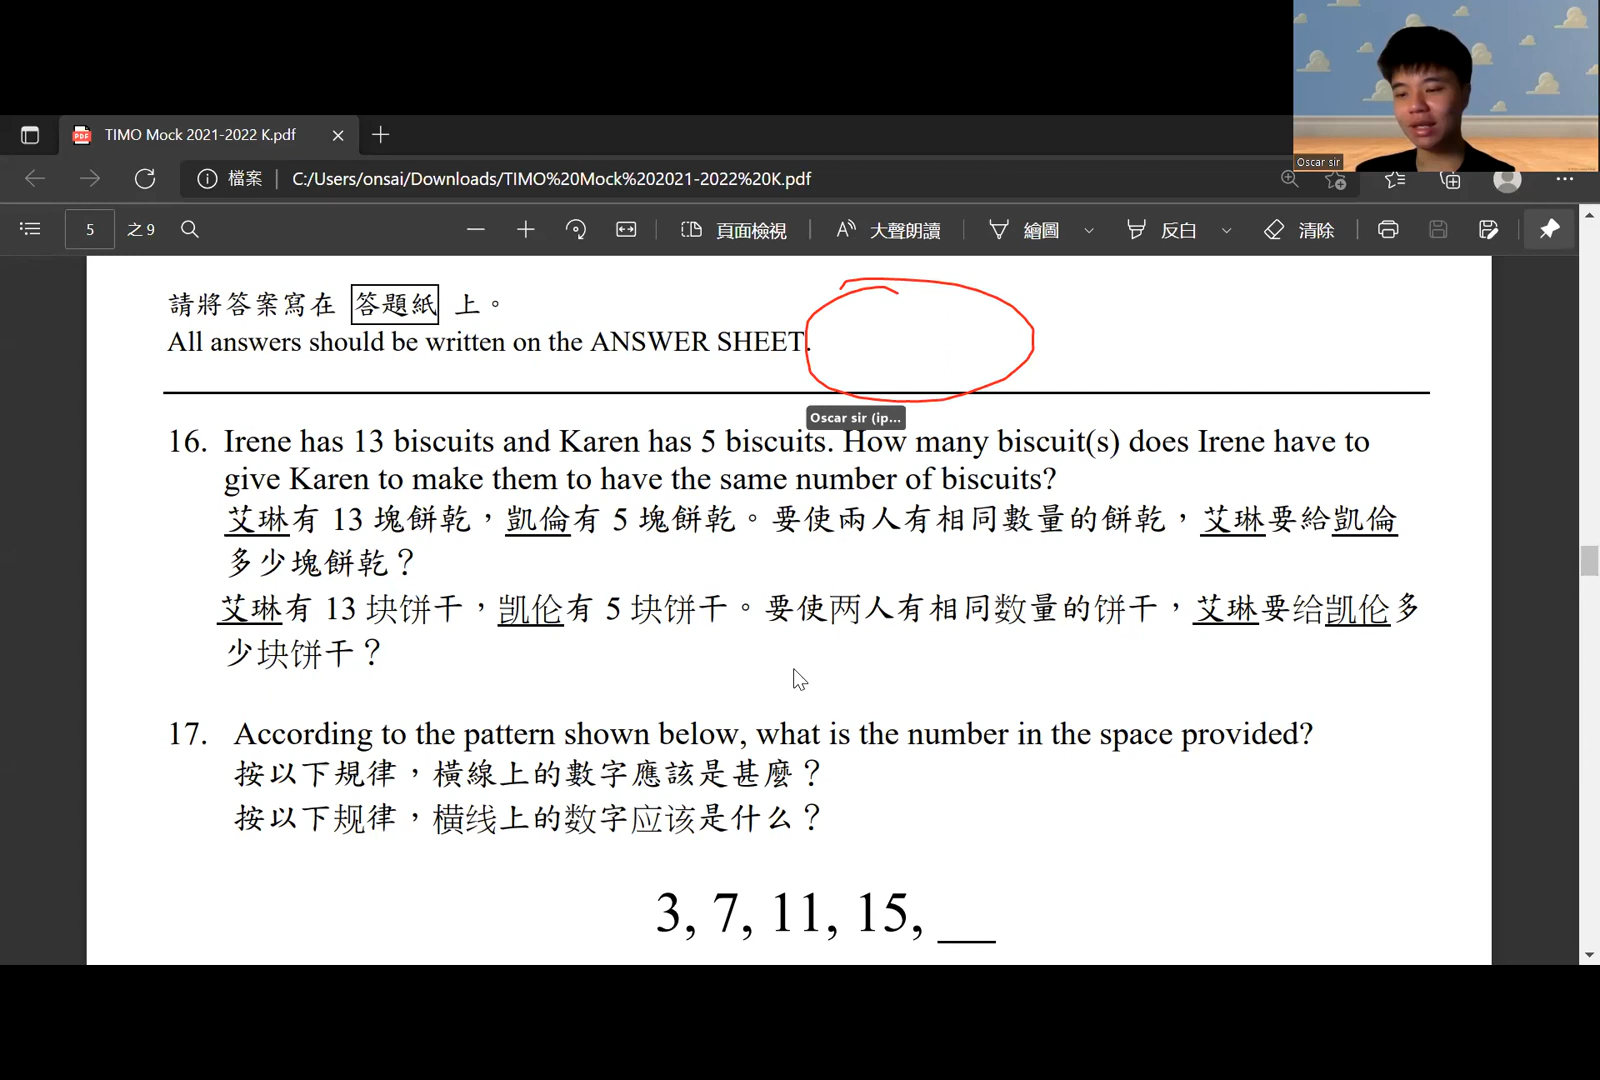 Oscar sir
TIMO Mock 2021-2022 K.pdf
檔案 C:/Users/onsai/Downloads/TIMO%20Mock%202021-2022%20K.pdf
5 之 9 頁面檢視 大聲朗讀 繪圖 反白 清除
請將答案寫在 答題紙 上。
All answers should be written on the ANSWER SHEET.
Oscar sir (ip...
16. Irene has 13 biscuits and Karen has 5 biscuits. How many biscuit(s) does Irene have to
give Karen to make them to have the same number of biscuits?
艾琳有 13 塊餅乾，凱倫有 5 塊餅乾。要使兩人有相同數量的餅乾，艾琳要給凱倫
多少塊餅乾？
艾琳有 13 块饼干，凯伦有 5 块饼干。要使两人有相同数量的饼干，艾琳要给凯伦多
少块饼干？
17. According to the pattern shown below, what is the number in the space provided?
按以下規律，橫線上的數字應該是甚麼？
按以下规律，横线上的数字应该是什么？
3, 7, 11, 15, __